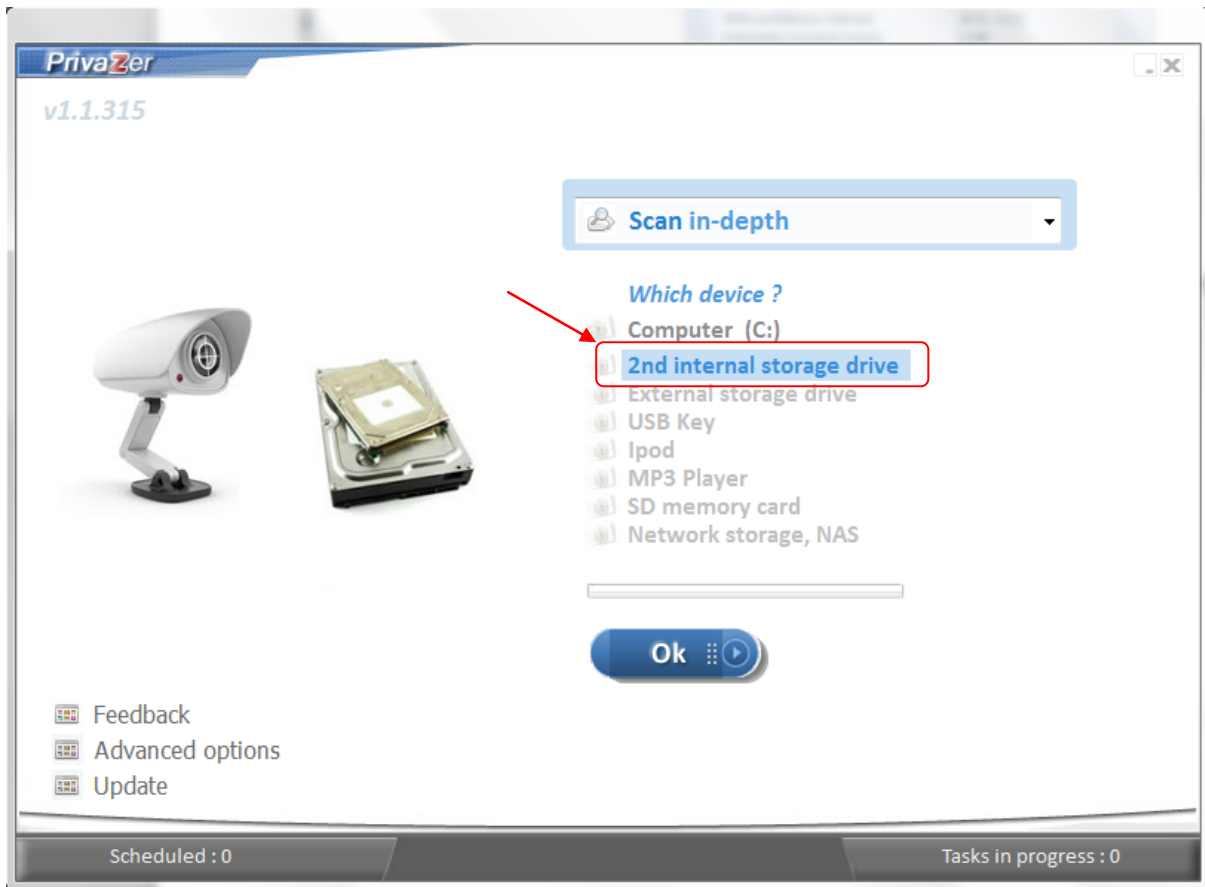 PrivaZer
v1.1.315
Scan in-depth
Which device ?
Computer (C:)
2nd internal storage drive
External storage drive
USB Key
Ipod
MP3 Player
SD memory card
Network storage, NAS
Ok
Feedback
Advanced options
Update
Scheduled : 0
Tasks in progress : 0